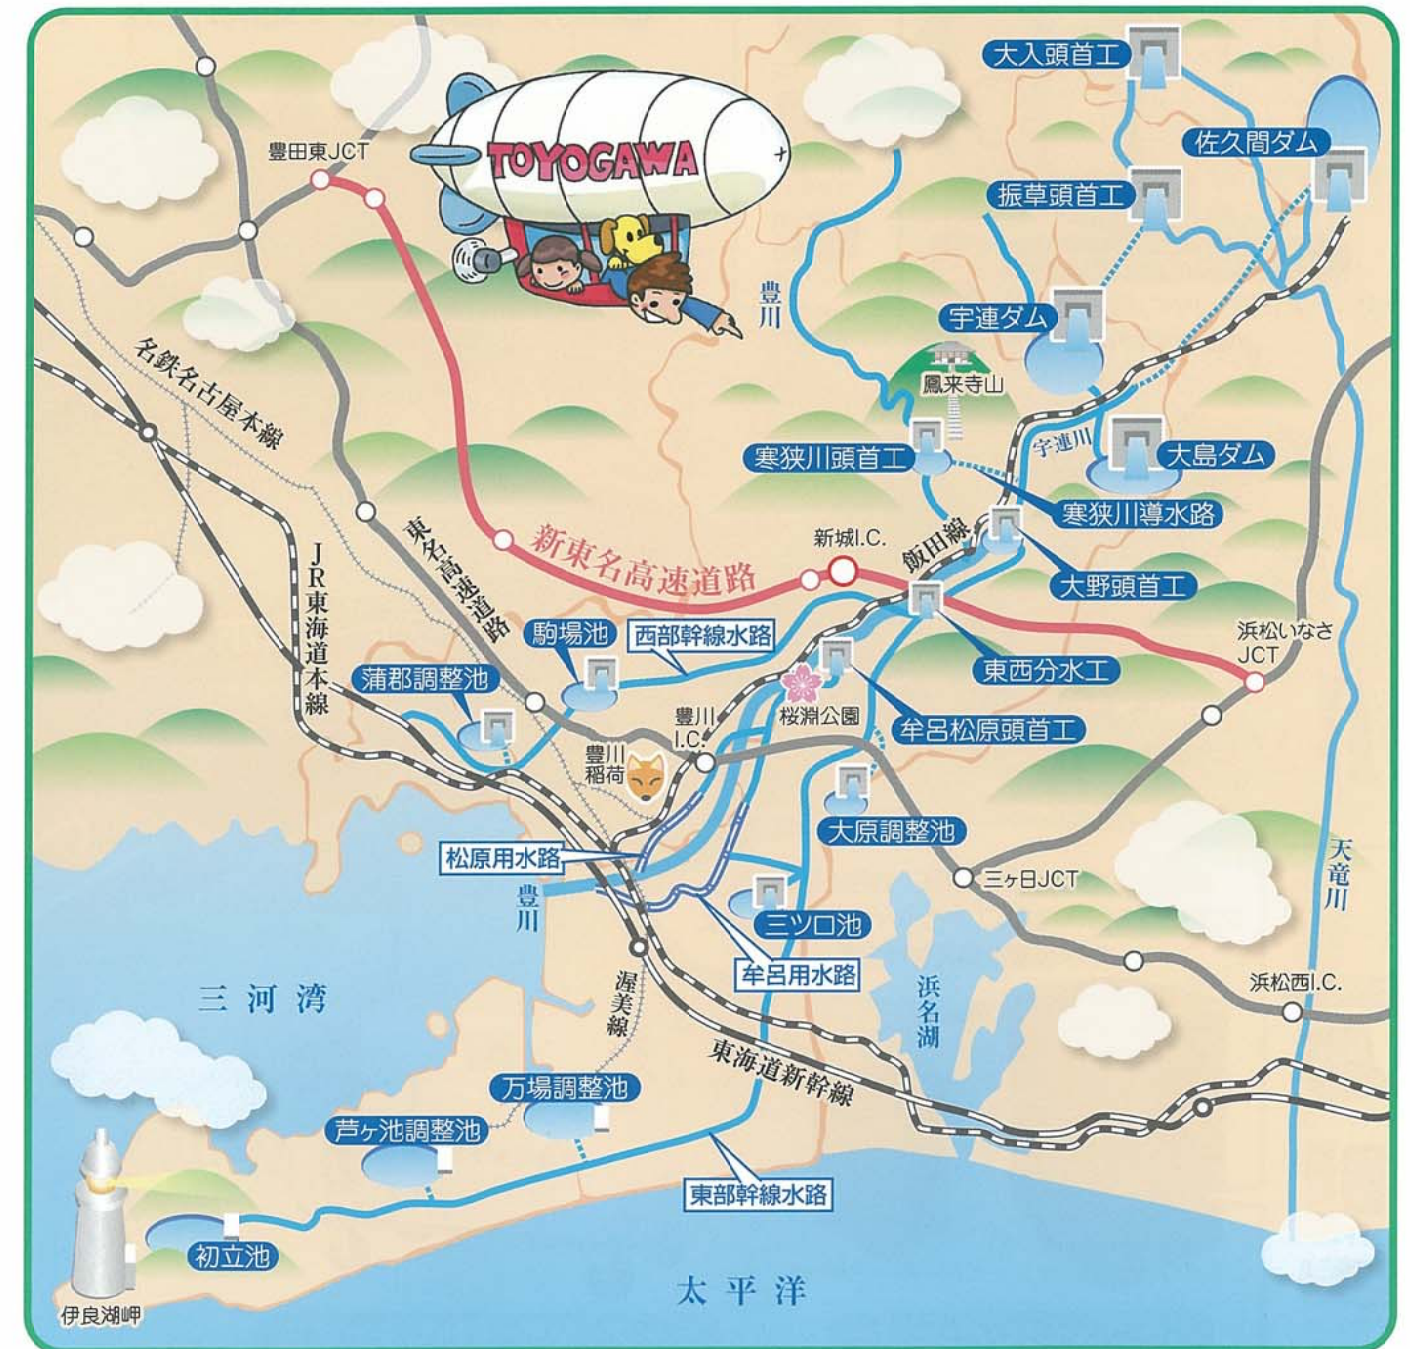 大入頭首工
佐久間ダム
豊田東JCT
TOYOGAWA
振草頭首工
豊川
宇連ダム
名鉄名古屋本線
鳳来寺山
宇連川
寒狭川頭首工
大島ダム
寒狭川導水路
東名高速道路
新東名高速道路
新城I.C.
飯田線
JR東海道本線
大野頭首工
駒場池
西部幹線水路
浜松いなさ
JCT
蒲郡調整池
東西分水工
豊川
I.C.
桜淵公園
牟呂松原頭首工
豊川
稲荷
大原調整池
松原用水路
豊川
三ヶ日JCT
天竜川
三ツ口池
牟呂用水路
三河湾
渥美線
浜名湖
浜松西I.C.
東海道新幹線
万場調整池
芦ヶ池調整池
東部幹線水路
初立池
太平洋
伊良湖岬